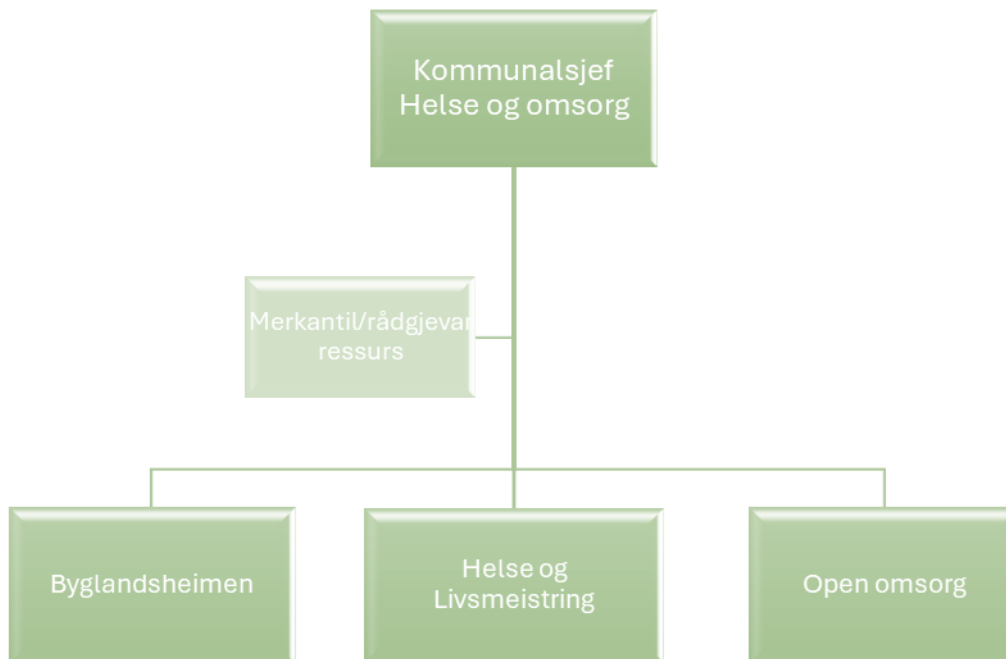 Kommunalsjef
Helse og omsorg
Merkantil/rådgjevar
ressurs
Byglandsheimen
Helse og
Livsmeistring
Open omsorg